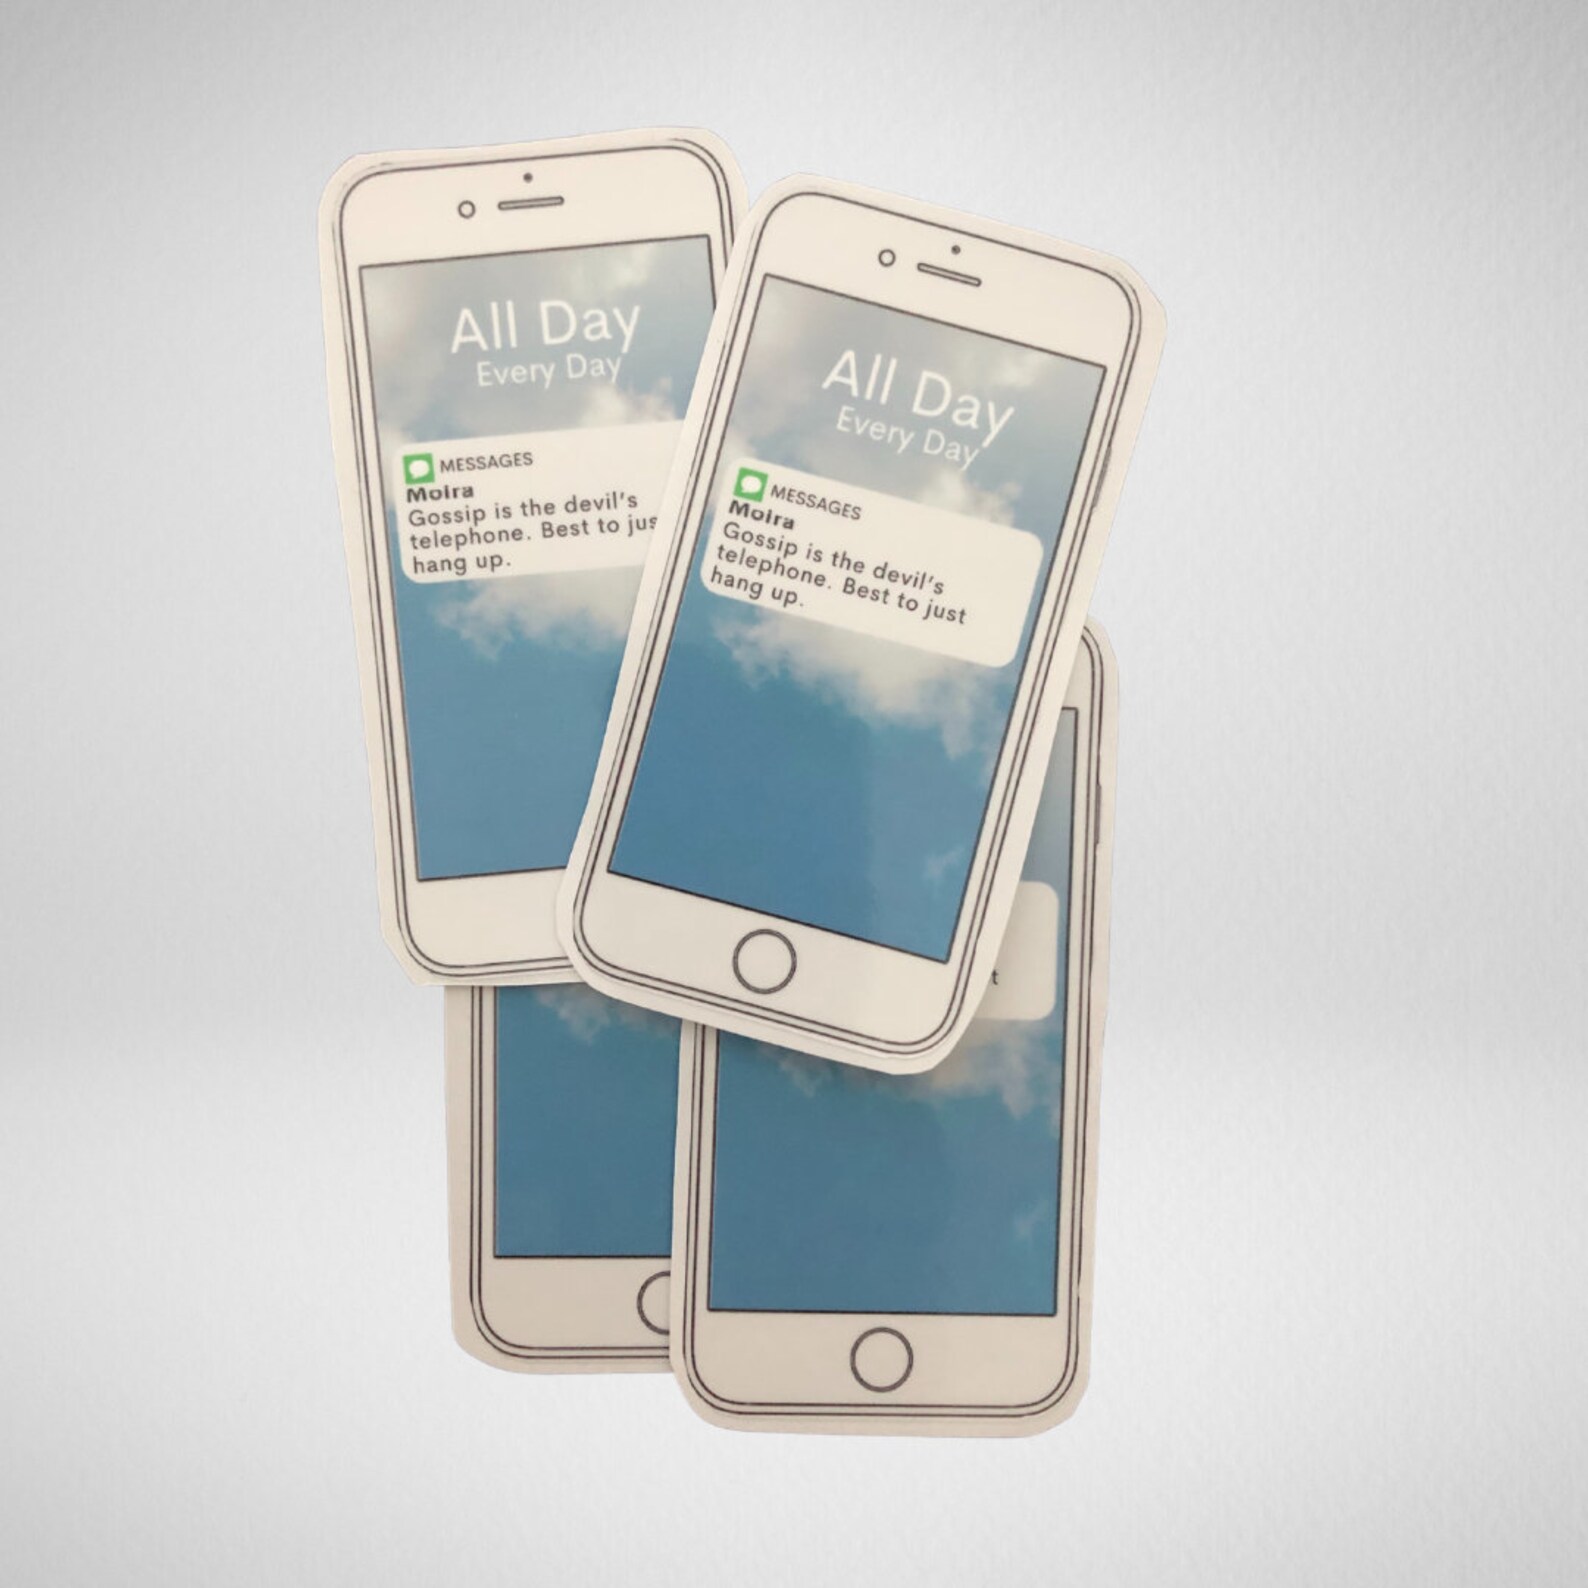 All Day
Every Day
MESSAGES
Moira
Gossip is the devil's
telephone. Best to jus
hang up.
All Day
Every Day
MESSAGES
Moira
Gossip is the devil's
telephone. Best to just
hang up.
t